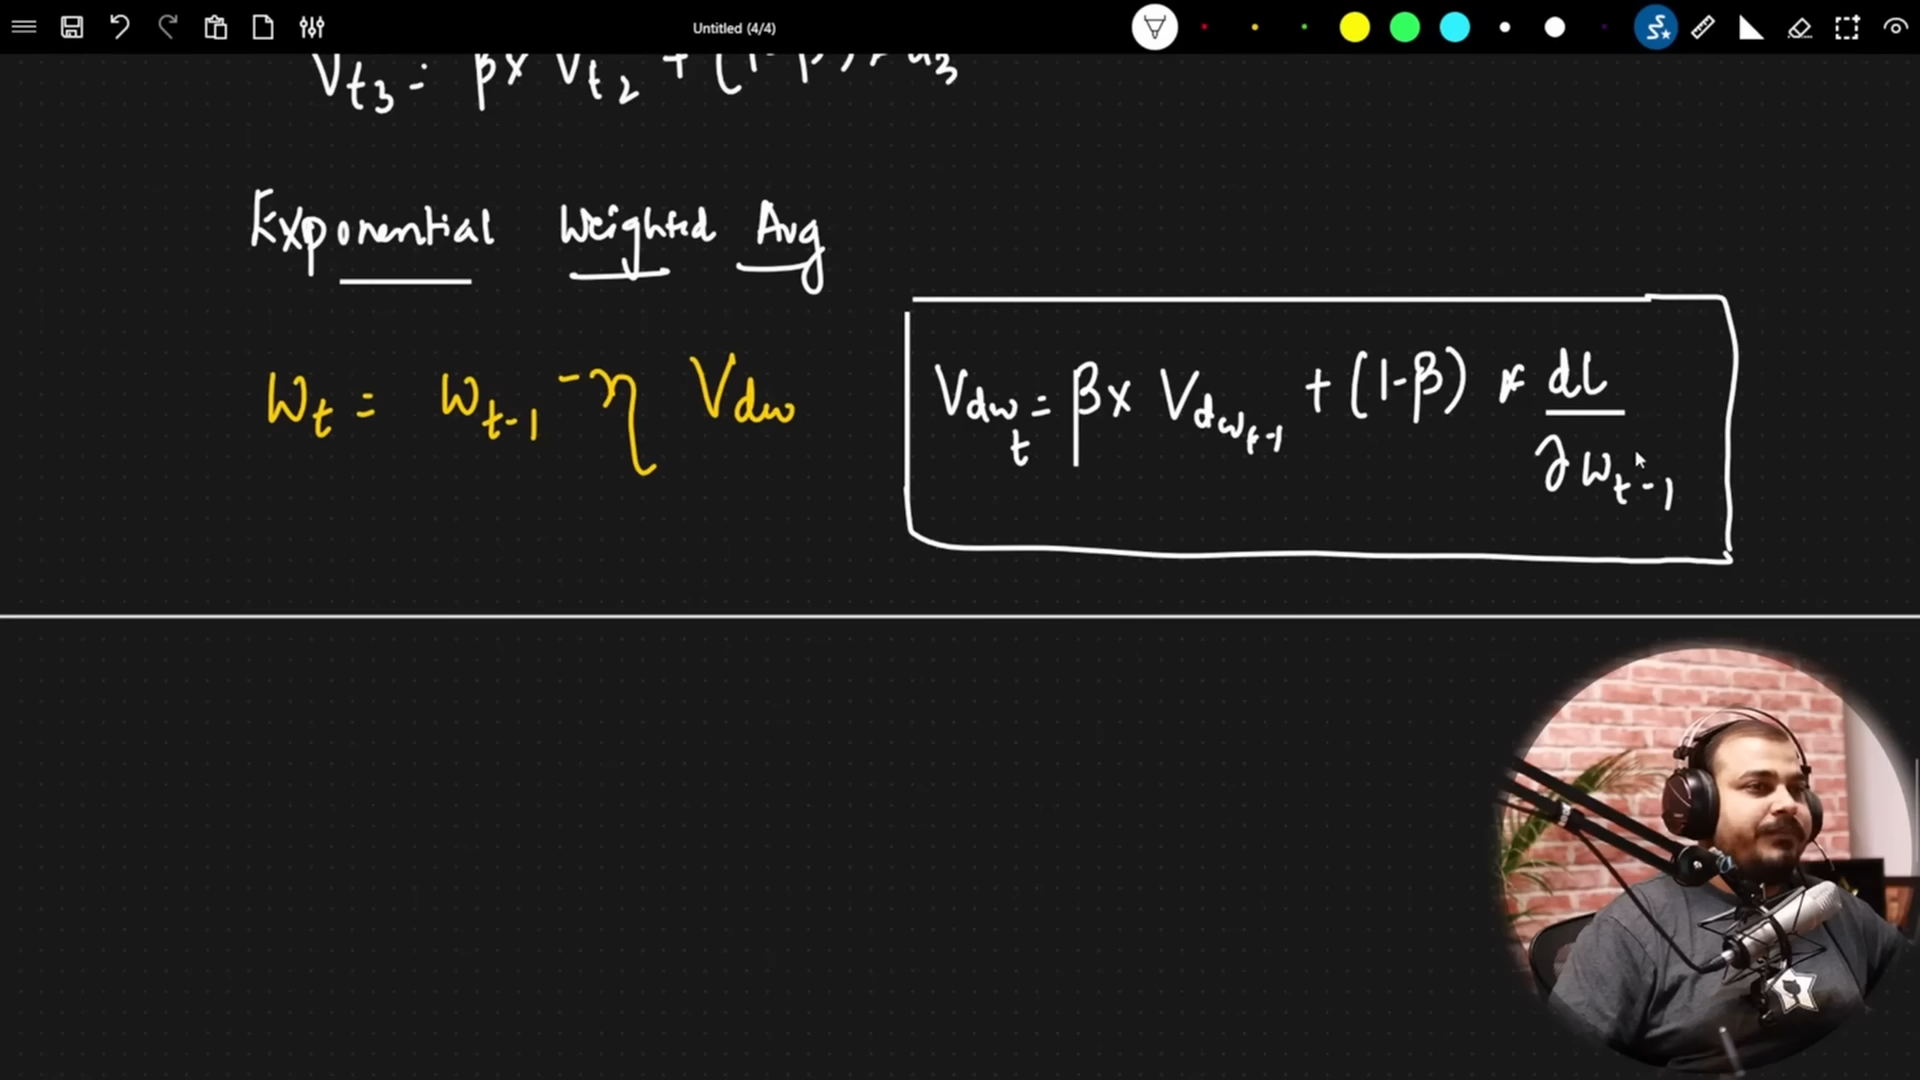 Untitled (4/4)
Vt3 = β x Vt2 + (1-β) * a3
Exponential Weighted Avg
Wt = Wt-1 - η Vdw
Vdwt = β x Vdwt-1 + (1-β) * dL
∂Wt-1